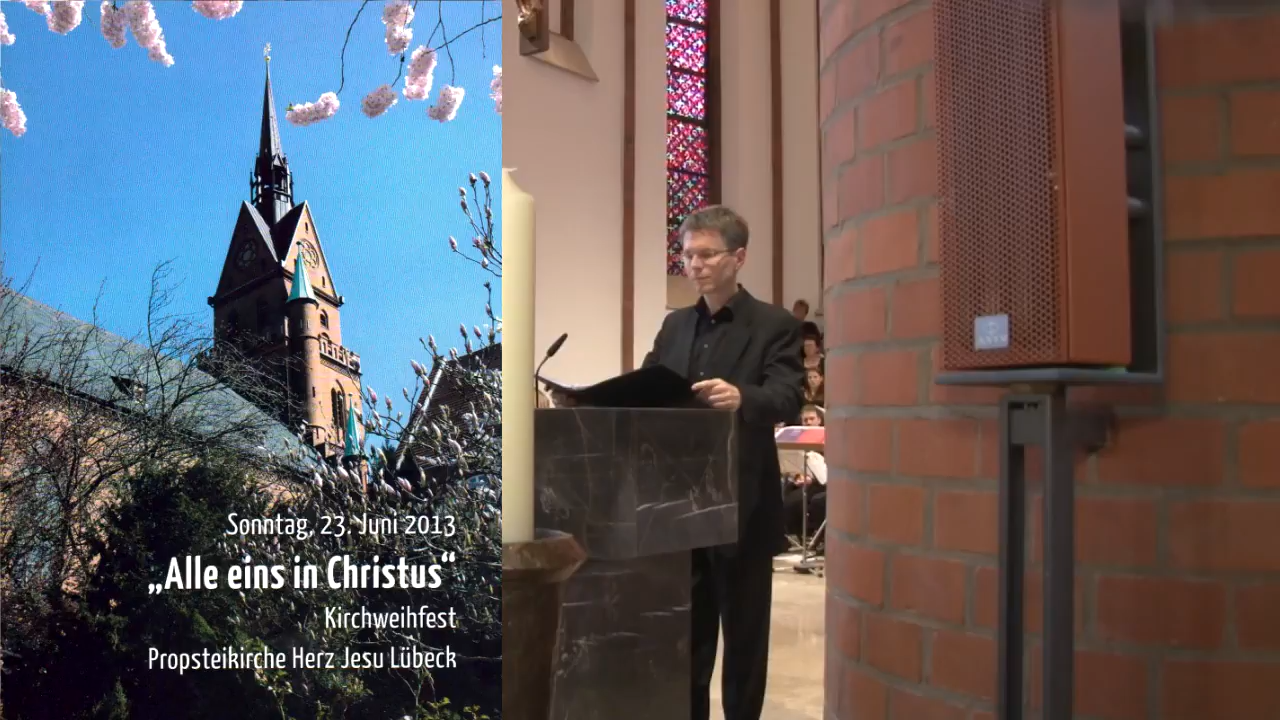 Sonntag, 23. Juni 2013
„Alle eins in Christus“
Kirchweihfest
Propsteikirche Herz Jesu Lübeck